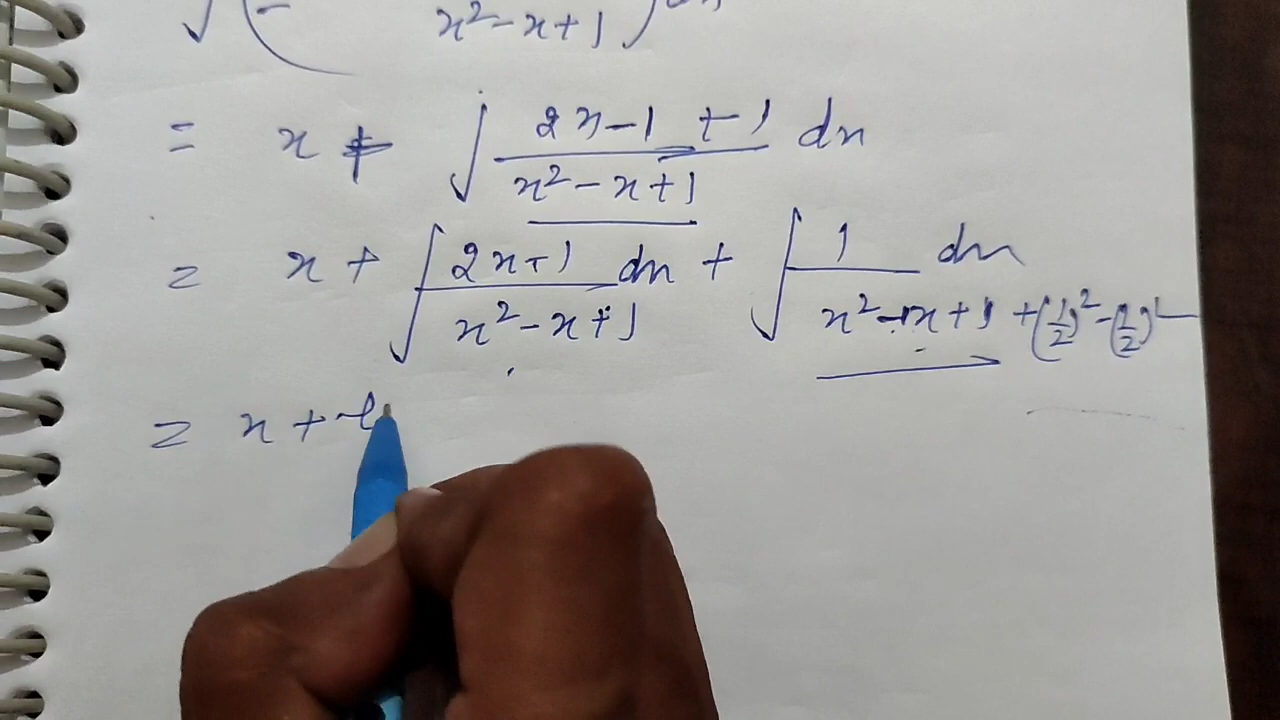 ∫( - x²-x+1 )dx
= x + ∫ (2x-1+1)/(x²-x+1) dx
= x + ∫ (2x+1)/(x²-x+1) dx + ∫ 1/(x²-x+1+(1/2)²-(1/2)²) dx
= x + l